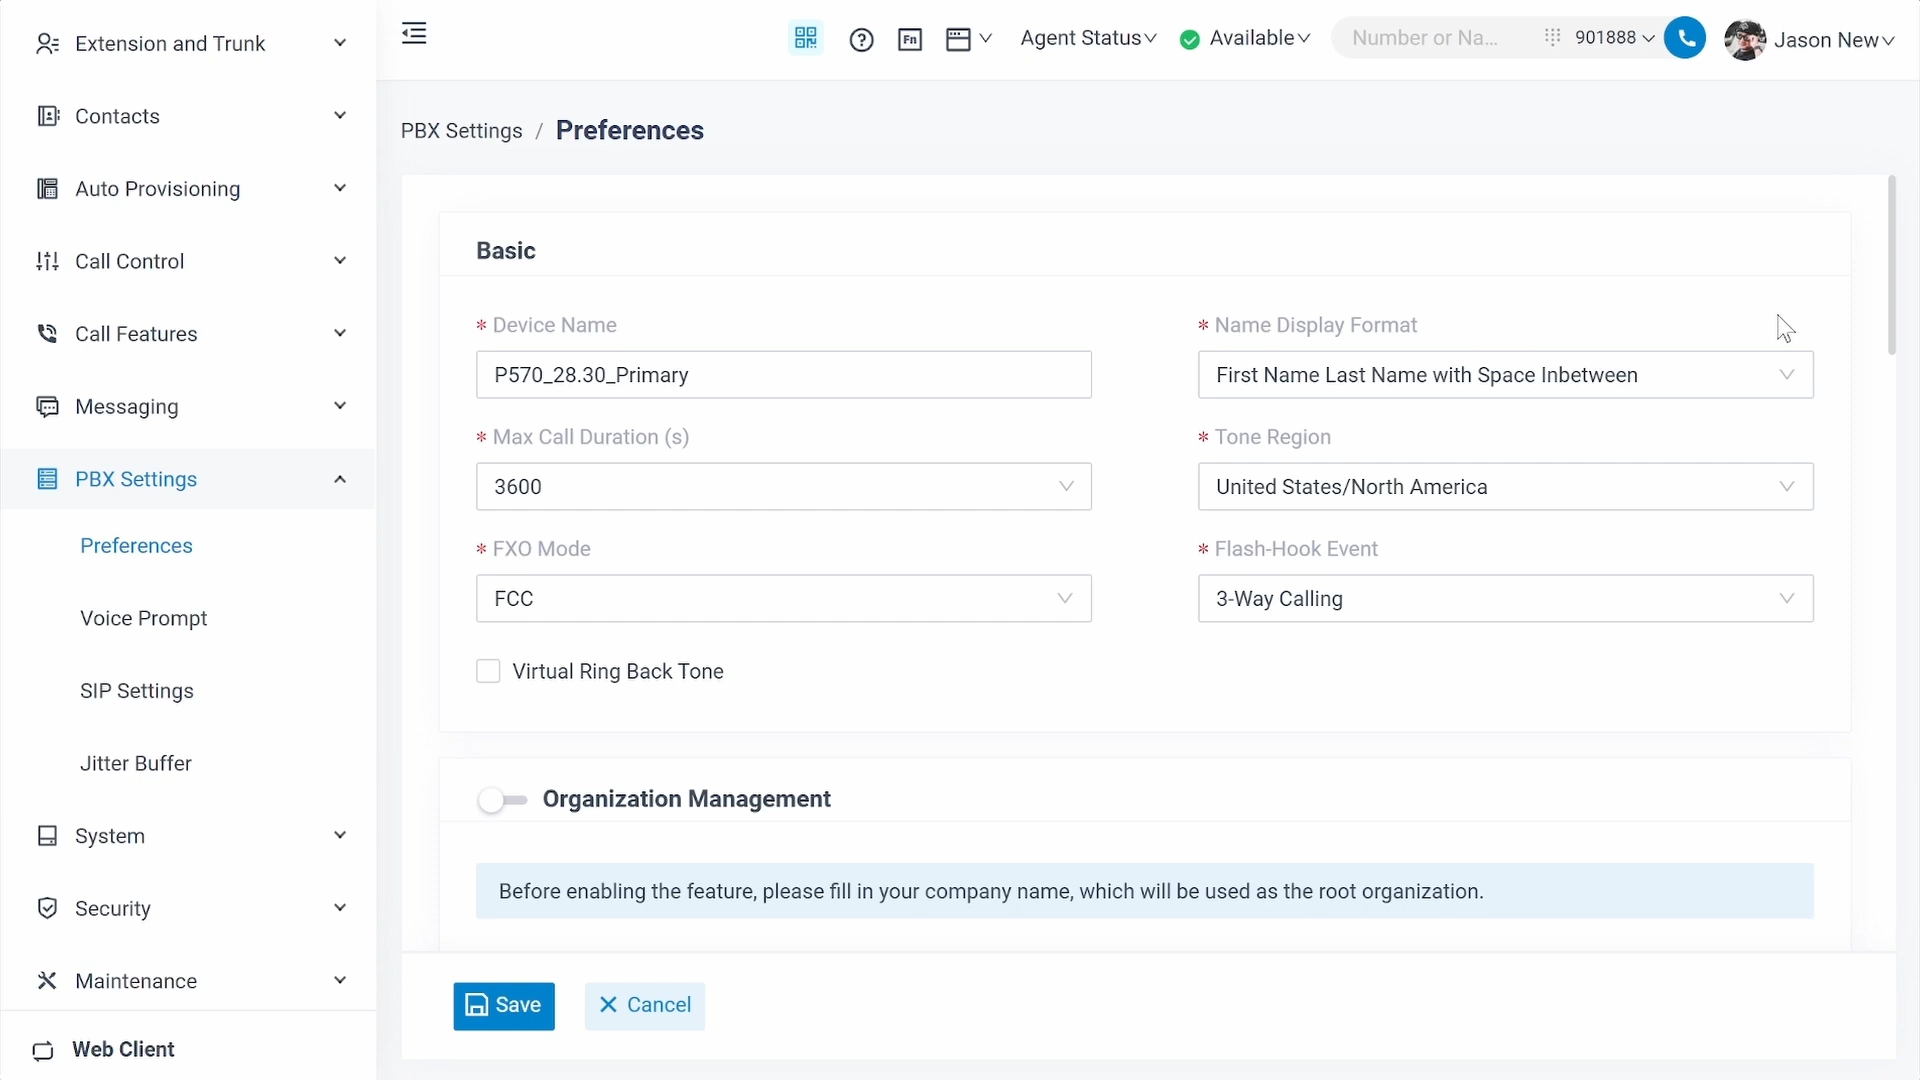 Extension and Trunk
Contacts
Auto Provisioning
Call Control
Call Features
Messaging
PBX Settings
Preferences
Voice Prompt
SIP Settings
Jitter Buffer
System
Security
Maintenance
Web Client
Fn
Agent Status
Available
Number or Na...
901888
Jason New
PBX Settings / Preferences
Basic
* Device Name
P570_28.30_Primary
* Name Display Format
First Name Last Name with Space Inbetween
* Max Call Duration (s)
3600
* Tone Region
United States/North America
* FXO Mode
FCC
* Flash-Hook Event
3-Way Calling
Virtual Ring Back Tone
Organization Management
Before enabling the feature, please fill in your company name, which will be used as the root organization.
Save
Cancel